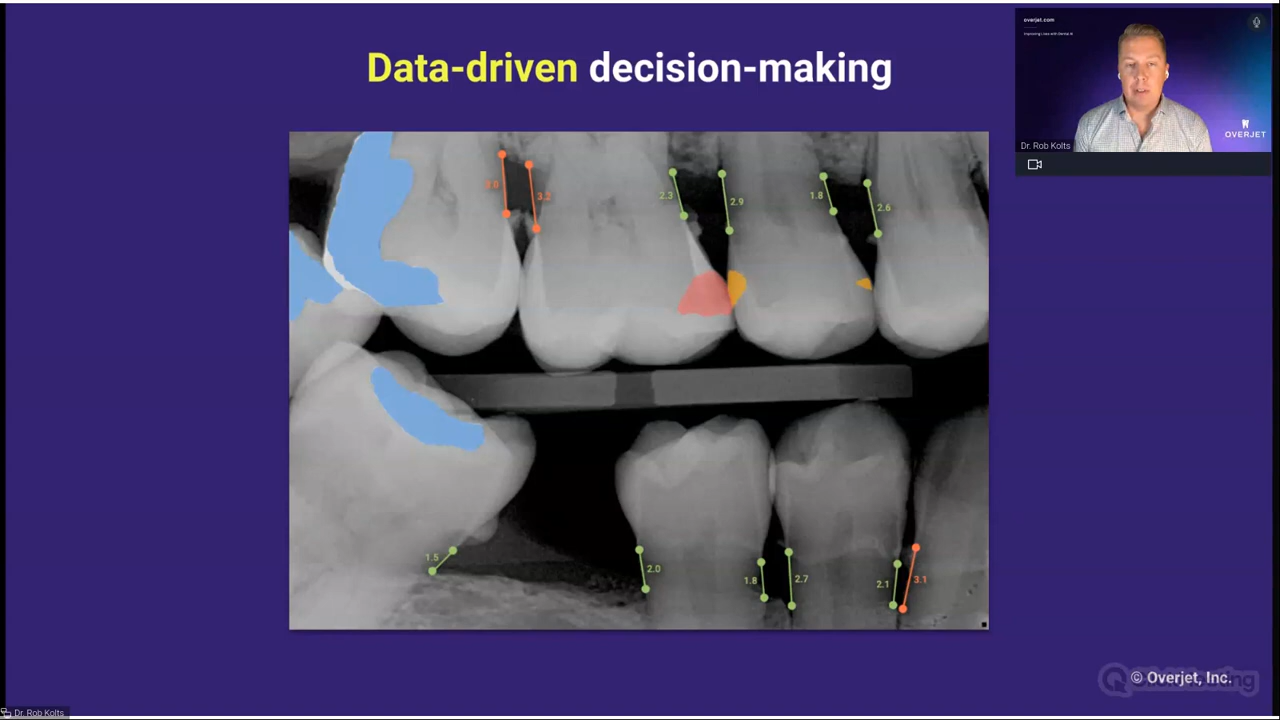 Data-driven decision-making
overjet.com
OVERJET
Dr. Rob Kolts
3.2
2.3
2.9
1.8
2.6
1.5
2.0
1.8
2.7
2.1
3.1
© Overjet, Inc.
Dr. Rob Kolts